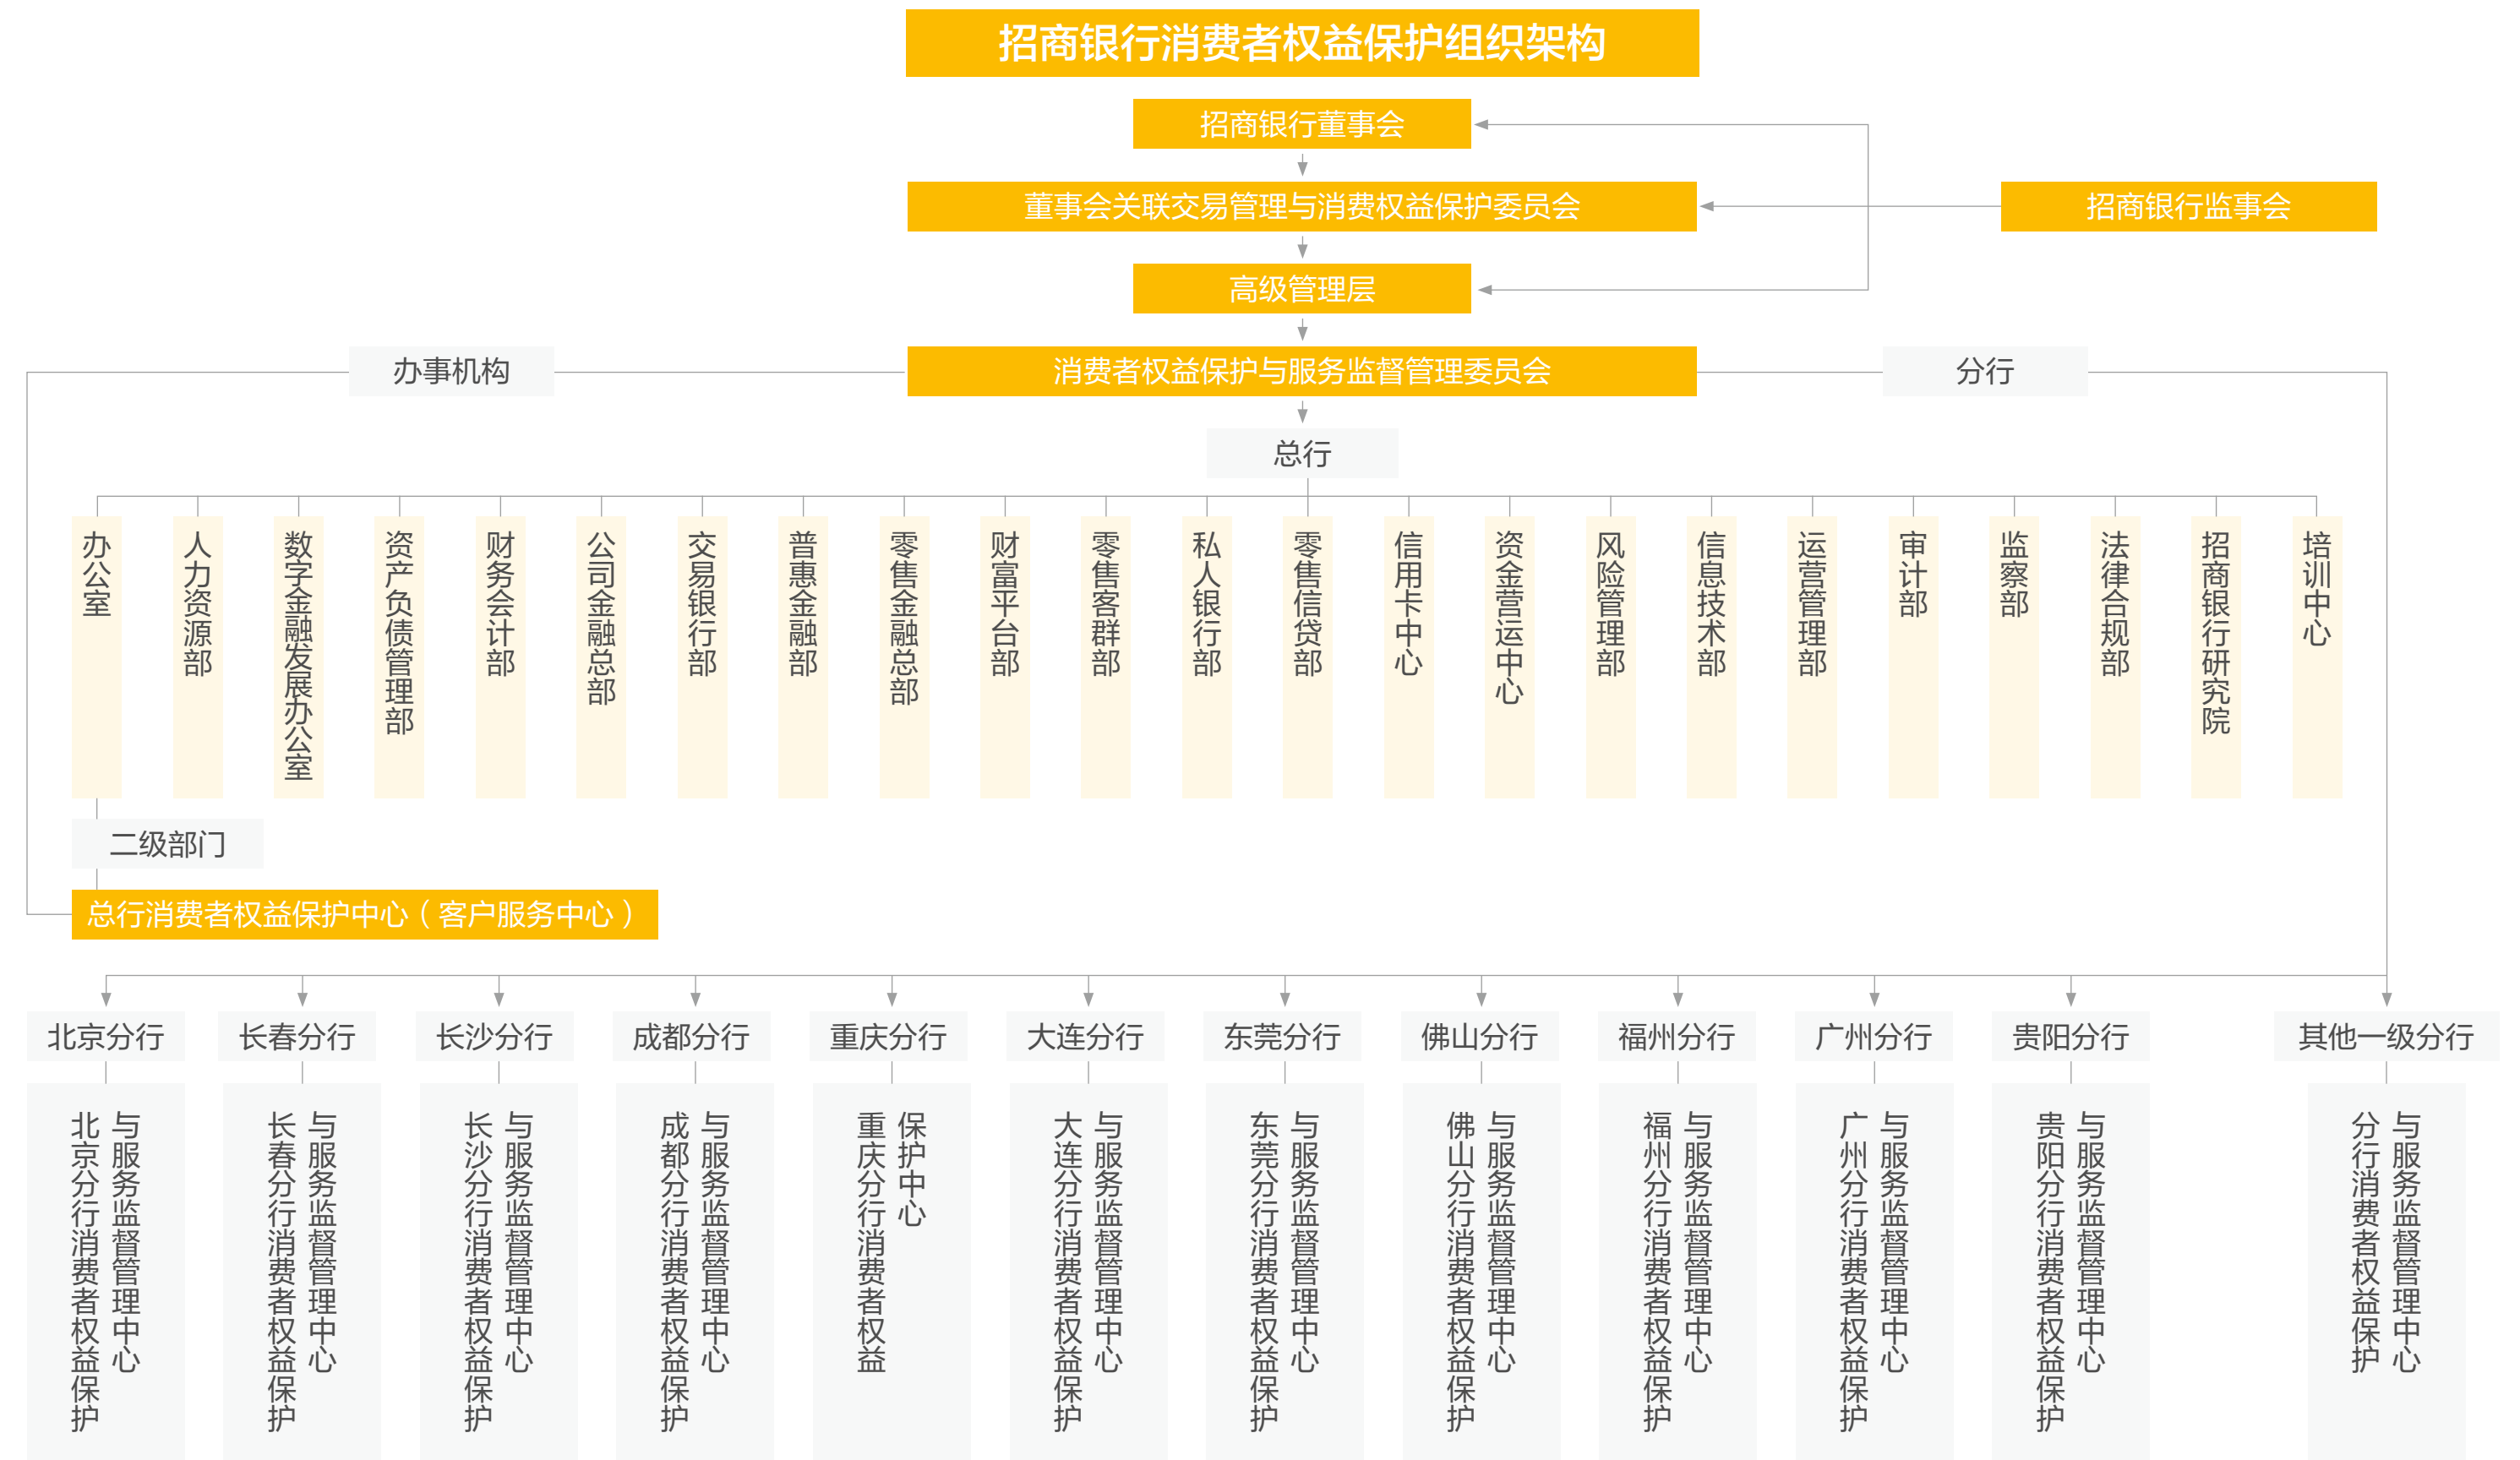 招商银行消费者权益保护组织架构
招商银行董事会
董事会关联交易管理与消费权益保护委员会
招商银行监事会
高级管理层
办事机构
消费者权益保护与服务监督管理委员会
分行
总行
办公室
人力资源部
数字金融发展办公室
资产负债管理部
财务会计部
公司金融总部
交易银行部
普惠金融部
零售金融总部
财富平台部
零售客群部
私人银行部
零售信贷部
信用卡中心
资金营运中心
风险管理部
信息技术部
运营管理部
审计部
监察部
法律合规部
招商银行研究院
培训中心
二级部门
总行消费者权益保护中心（客户服务中心）
北京分行
长春分行
长沙分行
成都分行
重庆分行
大连分行
东莞分行
佛山分行
福州分行
广州分行
贵阳分行
其他一级分行
北京分行消费者权益保护
与服务监督管理中心
长春分行消费者权益保护
与服务监督管理中心
长沙分行消费者权益保护
与服务监督管理中心
成都分行消费者权益保护
与服务监督管理中心
重庆分行消费者权益
保护中心
大连分行消费者权益保护
与服务监督管理中心
东莞分行消费者权益保护
与服务监督管理中心
佛山分行消费者权益保护
与服务监督管理中心
福州分行消费者权益保护
与服务监督管理中心
广州分行消费者权益保护
与服务监督管理中心
贵阳分行消费者权益保护
与服务监督管理中心
分行消费者权益保护
与服务监督管理中心